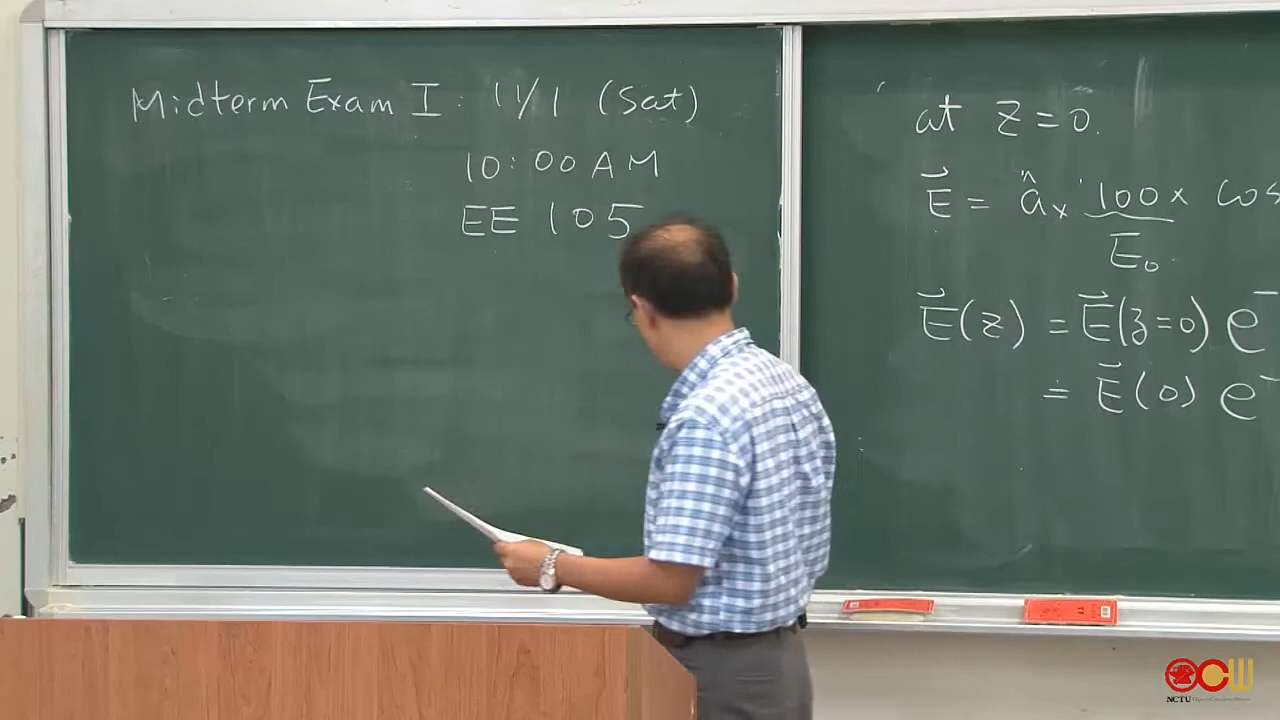 Midterm Exam I: 11/1 (Sat)
10:00 AM
EE 105
at z = 0.
E⃗ = âₓ 100 × cos
E₀
E⃗(z) = E⃗(z=0) e⁻
= E⃗(0) e⁻
OCW
NCTU